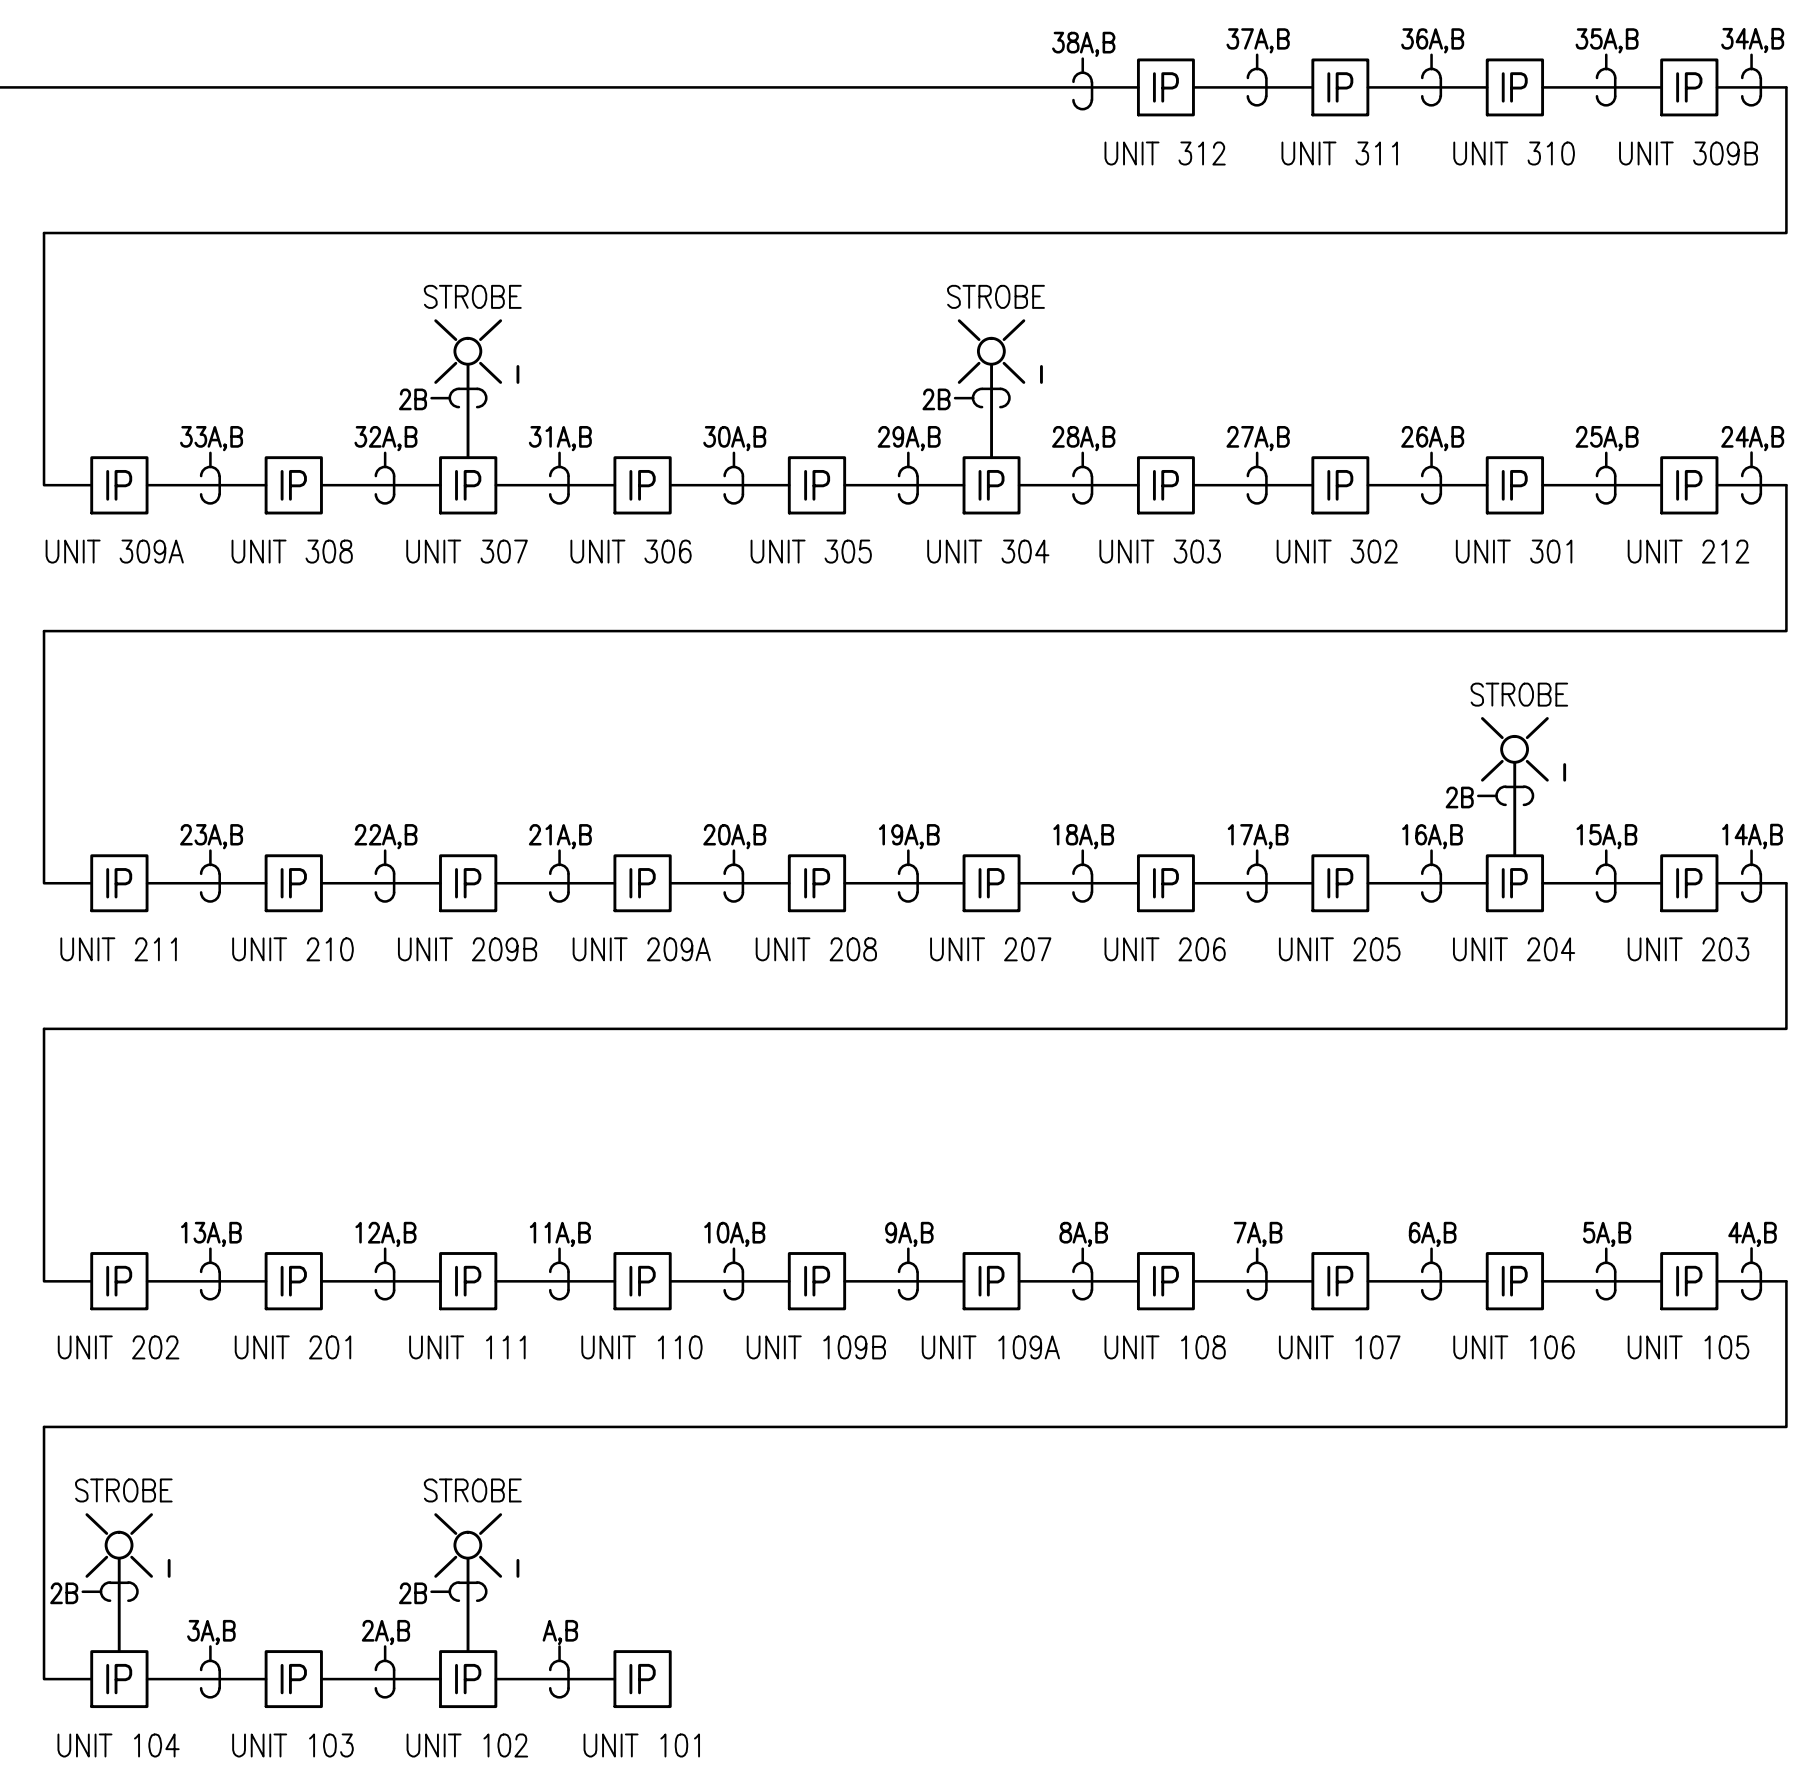 38A,B 37A,B 36A,B 35A,B 34A,B
IP IP IP IP
UNIT 312 UNIT 311 UNIT 310 UNIT 309B
STROBE STROBE
I I
2B 2B
33A,B 32A,B 31A,B 30A,B 29A,B 28A,B 27A,B 26A,B 25A,B 24A,B
IP IP IP IP IP IP IP IP IP IP
UNIT 309A UNIT 308 UNIT 307 UNIT 306 UNIT 305 UNIT 304 UNIT 303 UNIT 302 UNIT 301 UNIT 212
STROBE
I
2B
23A,B 22A,B 21A,B 20A,B 19A,B 18A,B 17A,B 16A,B 15A,B 14A,B
IP IP IP IP IP IP IP IP IP IP
UNIT 211 UNIT 210 UNIT 209B UNIT 209A UNIT 208 UNIT 207 UNIT 206 UNIT 205 UNIT 204 UNIT 203
13A,B 12A,B 11A,B 10A,B 9A,B 8A,B 7A,B 6A,B 5A,B 4A,B
IP IP IP IP IP IP IP IP IP IP
UNIT 202 UNIT 201 UNIT 111 UNIT 110 UNIT 109B UNIT 109A UNIT 108 UNIT 107 UNIT 106 UNIT 105
STROBE STROBE
I I
2B 2B
3A,B 2A,B A,B
IP IP IP IP
UNIT 104 UNIT 103 UNIT 102 UNIT 101